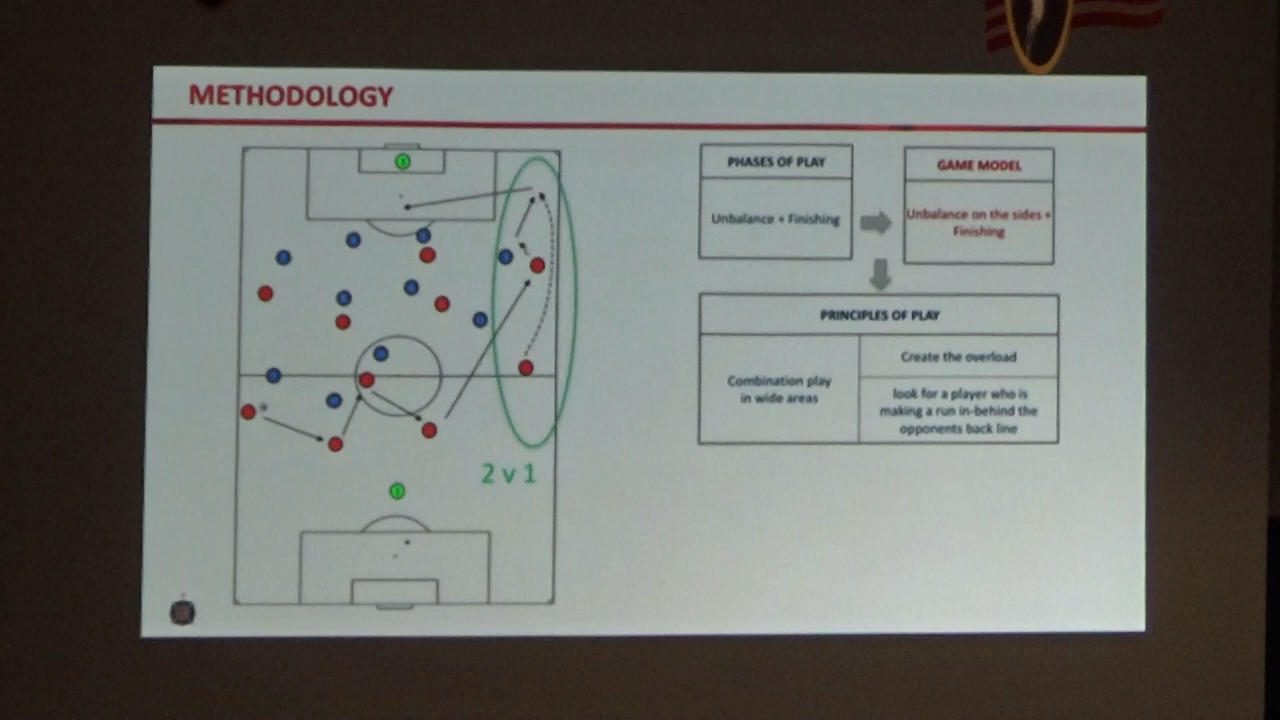 METHODOLOGY
1
2 v 1
1
PHASES OF PLAY
Unbalance + Finishing
GAME MODEL
Unbalance on the sides +
Finishing
PRINCIPLES OF PLAY
Combination play
in wide areas
Create the overload
look for a player who is
making a run in-behind the
opponents back line